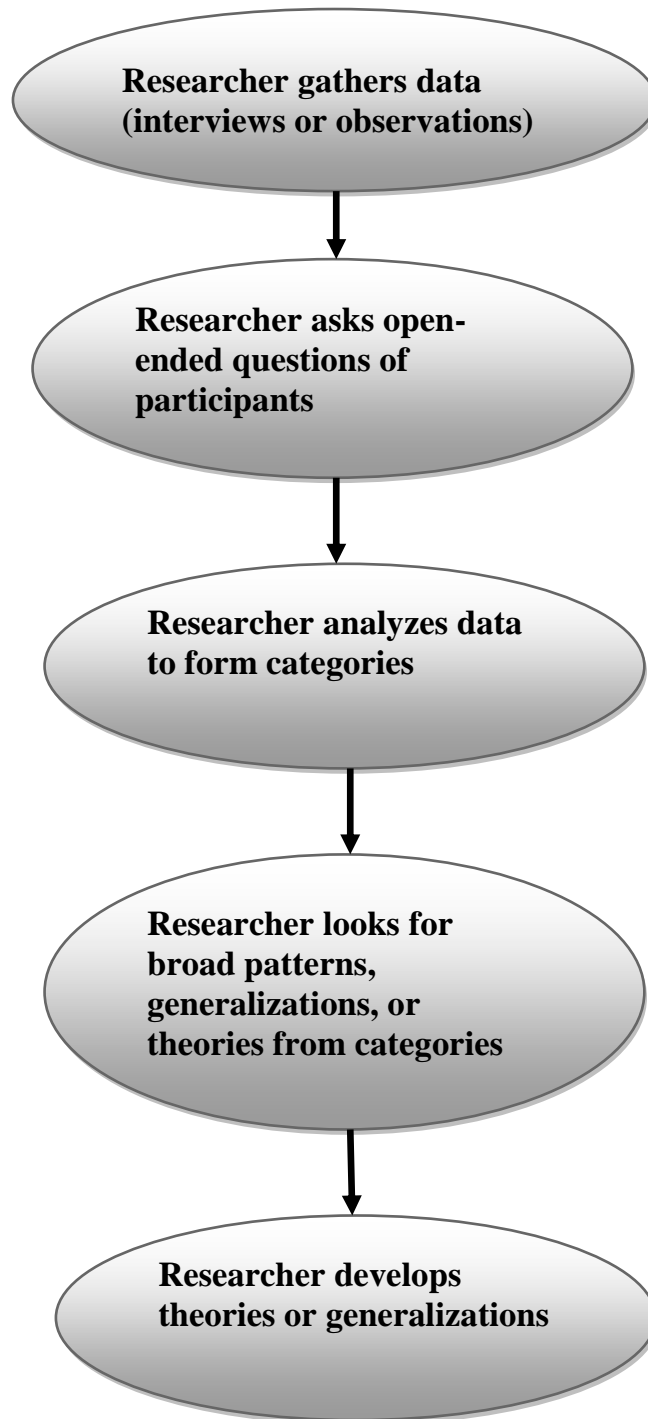 Researcher gathers data
(interviews or observations)
Researcher asks open-
ended questions of
participants
Researcher analyzes data
to form categories
Researcher looks for
broad patterns,
generalizations, or
theories from categories
Researcher develops
theories or generalizations